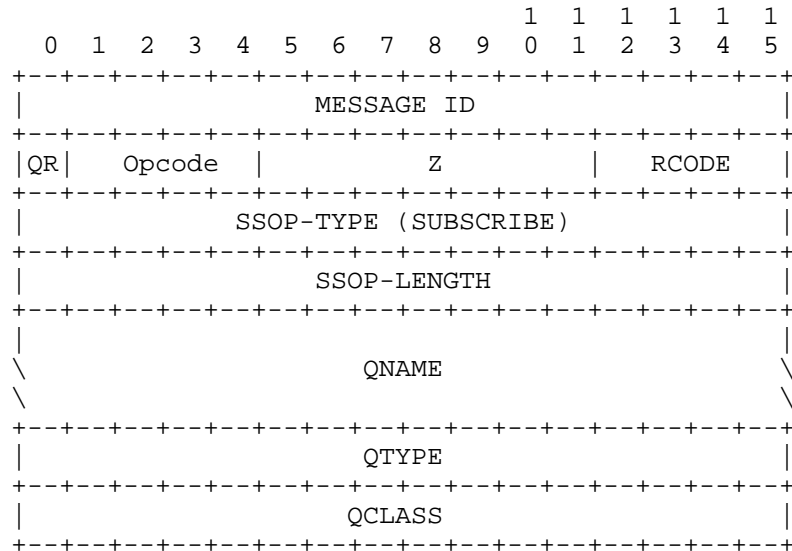 1  1  1  1  1  1
   0  1  2  3  4  5  6  7  8  9  0  1  2  3  4  5
+--+--+--+--+--+--+--+--+--+--+--+--+--+--+--+--+
|                  MESSAGE ID                   |
+--+--+--+--+--+--+--+--+--+--+--+--+--+--+--+--+
|QR|   Opcode  |          Z         |   RCODE   |
+--+--+--+--+--+--+--+--+--+--+--+--+--+--+--+--+
|             SSOP-TYPE (SUBSCRIBE)             |
+--+--+--+--+--+--+--+--+--+--+--+--+--+--+--+--+
|                  SSOP-LENGTH                  |
+--+--+--+--+--+--+--+--+--+--+--+--+--+--+--+--+
|                                               |
\                     QNAME                     \
\                                               \
+--+--+--+--+--+--+--+--+--+--+--+--+--+--+--+--+
|                     QTYPE                     |
+--+--+--+--+--+--+--+--+--+--+--+--+--+--+--+--+
|                    QCLASS                     |
+--+--+--+--+--+--+--+--+--+--+--+--+--+--+--+--+